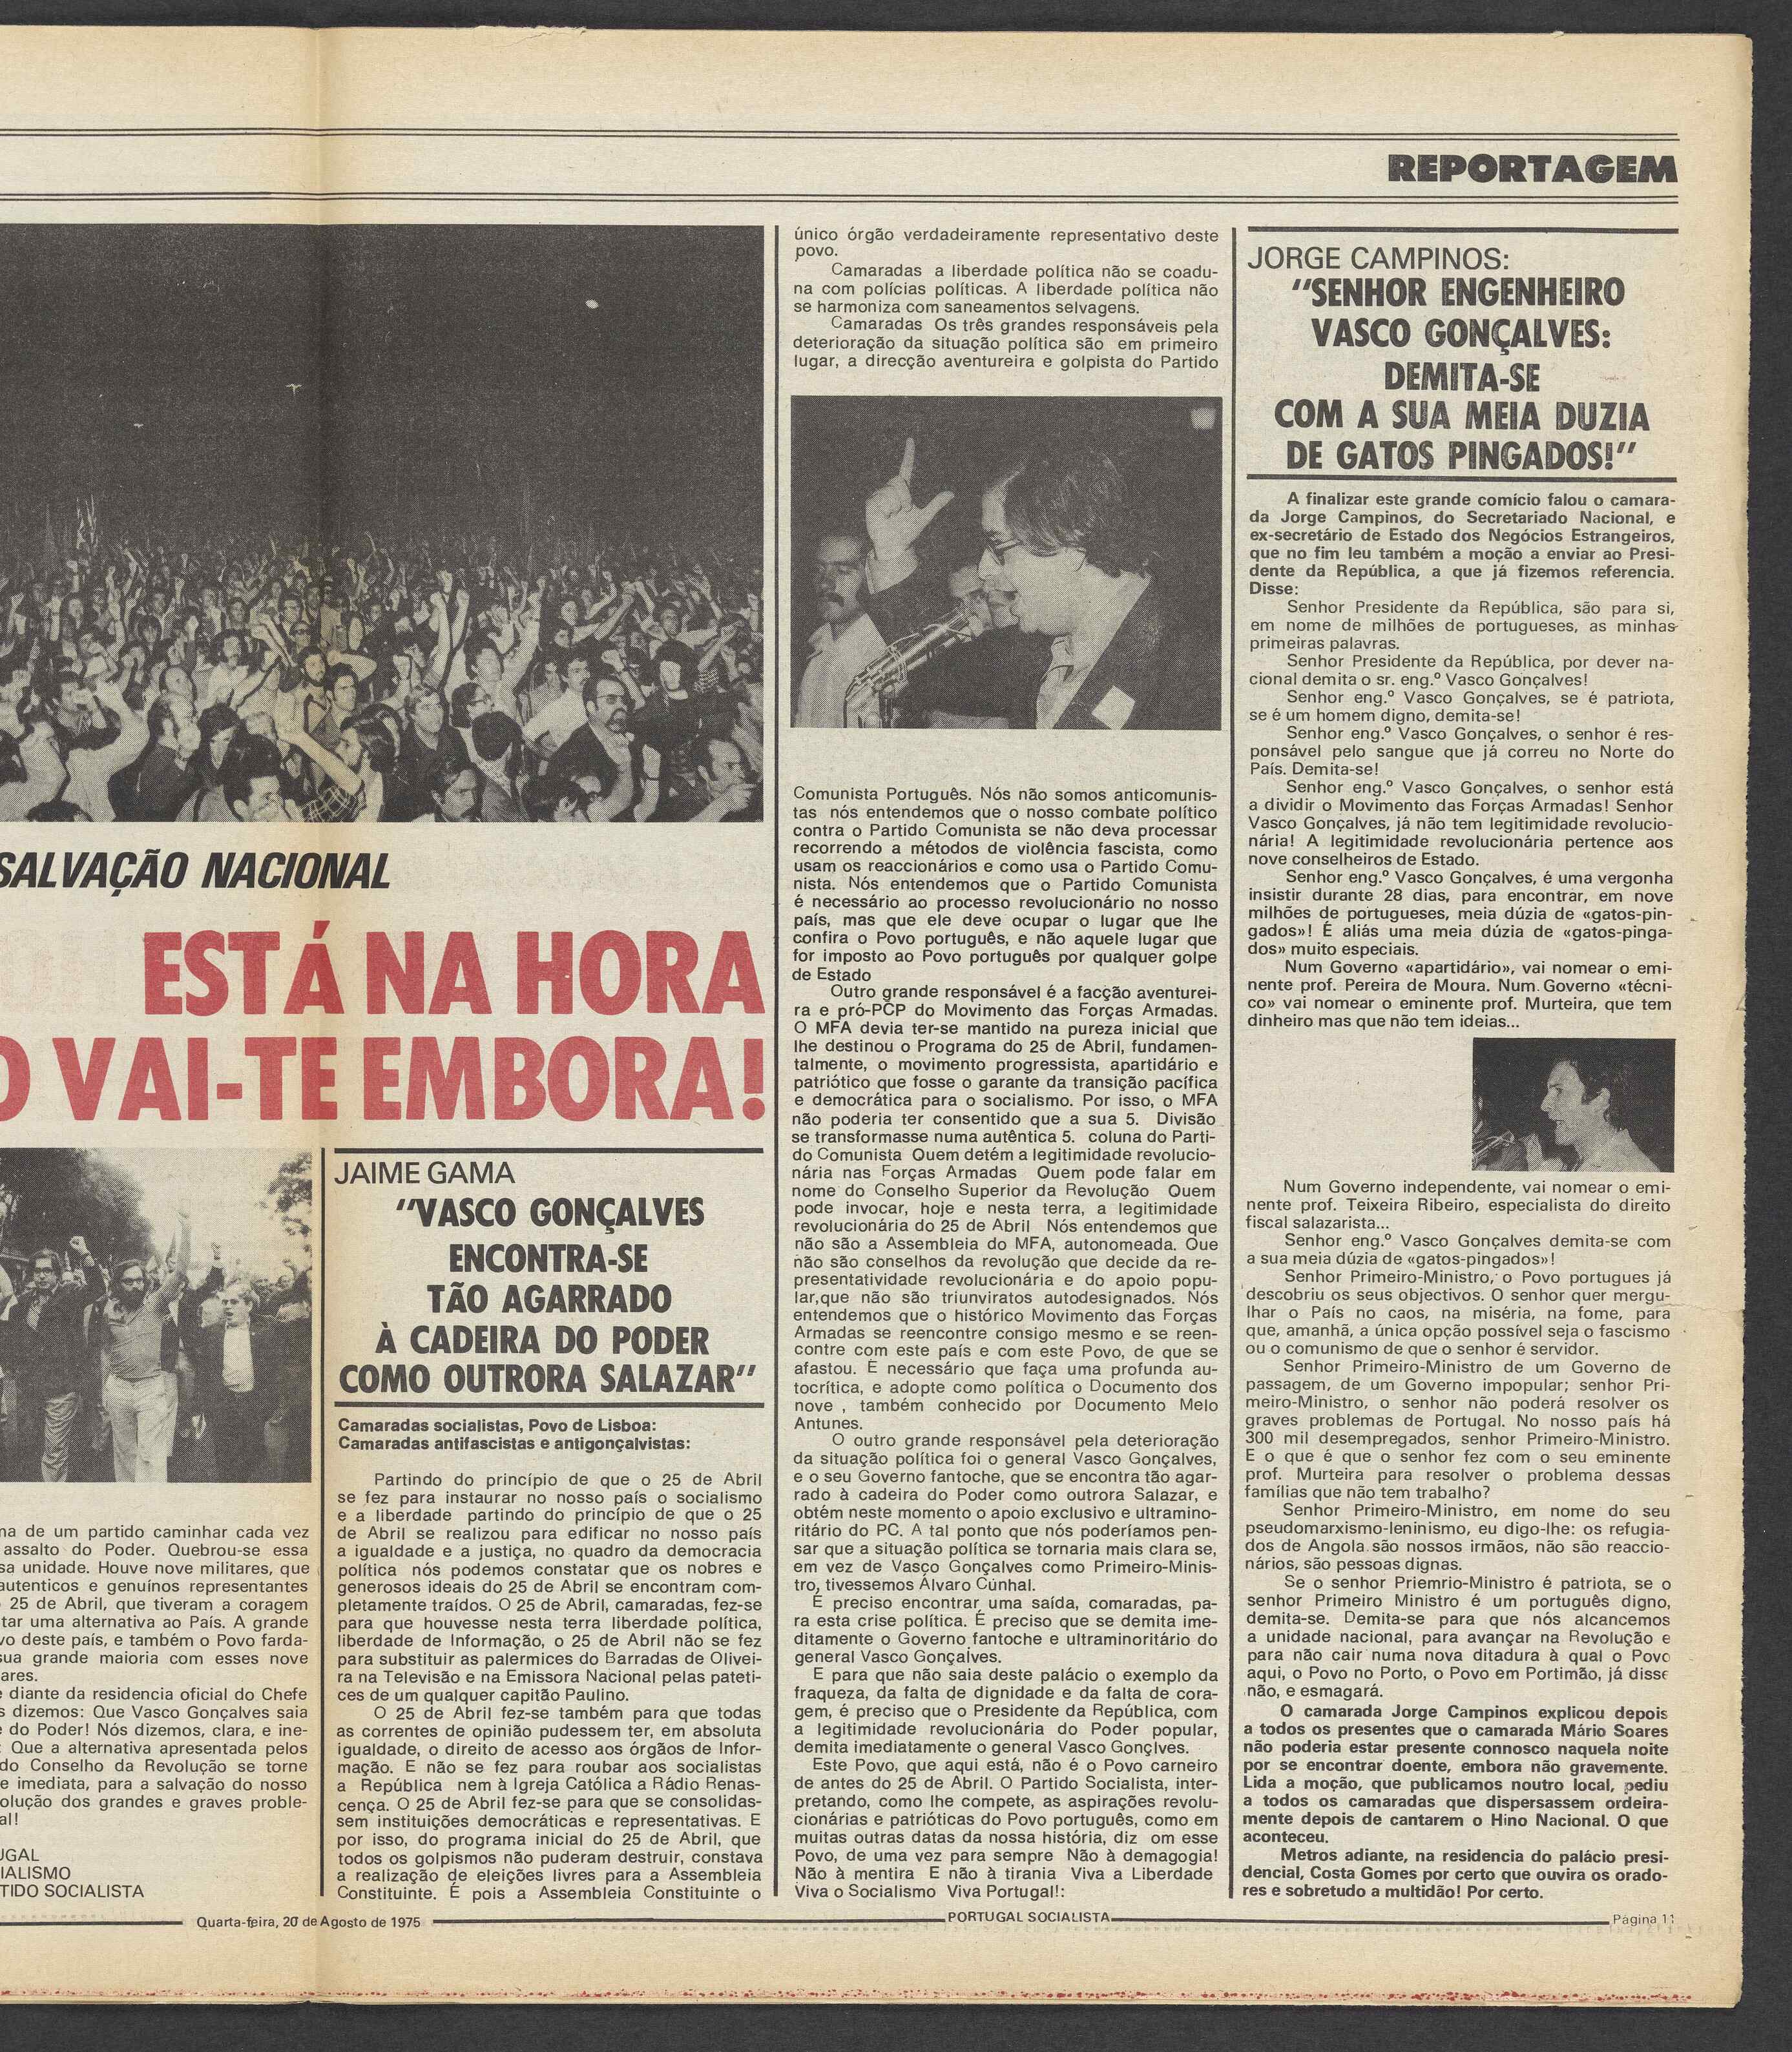 REPORTAGEM
SALVAÇÃO NACIONAL
ESTÁ NA HORA
O VAI-TE EMBORA!
de um partido caminhar cada vez
assalto do Poder. Quebrou-se essa
unidade. Houve nove militares, que
autenticos e genuínos representantes
25 de Abril, que tiveram a coragem
tar uma alternativa ao País. A grande
deste país, e também o Povo farda-
sua grande maioria com esses nove
ares.
diante da residencia oficial do Chefe
dizemos: Que Vasco Gonçalves saia
do Poder! Nós dizemos, clara, e ine-
Que a alternativa apresentada pelos
do Conselho da Revolução se torne
e imediata, para a salvação do nosso
olução dos grandes e graves proble-
al!
UGAL
IALISMO
TIDO SOCIALISTA
JAIME GAMA
"VASCO GONÇALVES
ENCONTRA-SE
TÃO AGARRADO
À CADEIRA DO PODER
COMO OUTRORA SALAZAR"
Camaradas socialistas, Povo de Lisboa:
Camaradas antifascistas e antigonçalvistas:
Partindo do princípio de que o 25 de Abril
se fez para instaurar no nosso país o socialismo
e a liberdade partindo do princípio de que o 25
de Abril se realizou para edificar no nosso país
a igualdade e a justiça, no quadro da democracia
política nós podemos constatar que os nobres e
generosos ideais do 25 de Abril se encontram com-
pletamente traídos. O 25 de Abril, camaradas, fez-se
para que houvesse nesta terra liberdade política,
liberdade de Informação, o 25 de Abril não se fez
para substituir as palermices do Barradas de Olivei-
ra na Televisão e na Emissora Nacional pelas pateti-
ces de um qualquer capitão Paulino.
O 25 de Abril fez-se também para que todas
as correntes de opinião pudessem ter, em absoluta
igualdade, o direito de acesso aos órgãos de Infor-
mação. E não se fez para roubar aos socialistas
a República nem à Igreja Católica a Rádio Renas-
cença. O 25 de Abril fez-se para que se consolidas-
sem instituições democráticas e representativas. E
por isso, do programa inicial do 25 de Abril, que
todos os golpismos não puderam destruir, constava
a realização de eleições livres para a Assembleia
Constituinte. É pois a Assembleia Constituinte o
único órgão verdadeiramente representativo deste
povo.
Camaradas a liberdade política não se coadu-
na com polícias políticas. A liberdade política não
se harmoniza com saneamentos selvagens.
Camaradas Os três grandes responsáveis pela
deterioração da situação política são em primeiro
lugar, a direcção aventureira e golpista do Partido
Comunista Português. Nós não somos anticomunis-
tas nós entendemos que o nosso combate político
contra o Partido Comunista se não deva processar
recorrendo a métodos de violência fascista, como
usam os reaccionários e como usa o Partido Comu-
nista. Nós entendemos que o Partido Comunista
é necessário ao processo revolucionário no nosso
país, mas que ele deve ocupar o lugar que lhe
confira o Povo português, e não aquele lugar que
for imposto ao Povo português por qualquer golpe
de Estado
Outro grande responsável é a facção aventurei-
ra e pró-PCP do Movimento das Forças Armadas.
O MFA devia ter-se mantido na pureza inicial que
lhe destinou o Programa do 25 de Abril, fundamen-
talmente, o movimento progressista, apartidário e
patriótico que fosse o garante da transição pacífica
e democrática para o socialismo. Por isso, o MFA
não poderia ter consentido que a sua 5. Divisão
se transformasse numa autêntica 5. coluna do Parti-
do Comunista Quem detém a legitimidade revolucio-
nária nas Forças Armadas Quem pode falar em
nome do Conselho Superior da Revolução Quem
pode invocar, hoje e nesta terra, a legitimidade
revolucionária do 25 de Abril Nós entendemos que
não são a Assembleia do MFA, autonomeada. Que
não são conselhos da revolução que decide da re-
presentatividade revolucionária e do apoio popu-
lar,que não são triunviratos autodesignados. Nós
entendemos que o histórico Movimento das Forças
Armadas se reencontre consigo mesmo e se reen-
contre com este país e com este Povo, de que se
afastou. É necessário que faça uma profunda au-
tocrítica, e adopte como política o Documento dos
nove , também conhecido por Documento Melo
Antunes.
O outro grande responsável pela deterioração
da situação política foi o general Vasco Gonçalves,
e o seu Governo fantoche, que se encontra tão agar-
rado à cadeira do Poder como outrora Salazar, e
obtém neste momento o apoio exclusivo e ultramino-
ritário do PC. A tal ponto que nós poderíamos pen-
sar que a situação política se tornaria mais clara se,
em vez de Vasco Gonçalves como Primeiro-Minis-
tro, tivessemos Álvaro Cúnhal.
É preciso encontrar uma saída, comaradas, pa-
ra esta crise política. É preciso que se demita ime-
ditamente o Governo fantoche e ultraminoritário do
general Vasco Gonçalves.
E para que não saia deste palácio o exemplo da
fraqueza, da falta de dignidade e da falta de cora-
gem, é preciso que o Presidente da República, com
a legitimidade revolucionária do Poder popular,
demita imediatamente o general Vasco Gonçlves.
Este Povo, que aqui está, não é o Povo carneiro
de antes do 25 de Abril. O Partido Socialista, inter-
pretando, como lhe compete, as aspirações revolu-
cionárias e patrióticas do Povo português, como em
muitas outras datas da nossa história, diz om esse
Povo, de uma vez para sempre Não à demagogia!
Não à mentira E não à tirania Viva a Liberdade
Viva o Socialismo Viva Portugal!:
JORGE CAMPINOS:
"SENHOR ENGENHEIRO
VASCO GONÇALVES:
DEMITA-SE
COM A SUA MEIA DUZIA
DE GATOS PINGADOS!"
A finalizar este grande comício falou o camara-
da Jorge Campinos, do Secretariado Nacional, e
ex-secretário de Estado dos Negócios Estrangeiros,
que no fim leu também a moção a enviar ao Presi-
dente da República, a que já fizemos referencia.
Disse:
Senhor Presidente da República, são para si,
em nome de milhões de portugueses, as minhas
primeiras palavras.
Senhor Presidente da República, por dever na-
cional demita o sr. eng.º Vasco Gonçalves!
Senhor eng.º Vasco Gonçalves, se é patriota,
se é um homem digno, demita-se!
Senhor eng.º Vasco Gonçalves, o senhor é res-
ponsável pelo sangue que já correu no Norte do
País. Demita-se!
Senhor eng.º Vasco Gonçalves, o senhor está
a dividir o Movimento das Forças Armadas! Senhor
Vasco Gonçalves, já não tem legitimidade revolucio-
nária! A legitimidade revolucionária pertence aos
nove conselheiros de Estado.
Senhor eng.º Vasco Gonçalves, é uma vergonha
insistir durante 28 dias, para encontrar, em nove
milhões de portugueses, meia dúzia de «gatos-pin-
gados»! É aliás uma meia dúzia de «gatos-pinga-
dos» muito especiais.
Num Governo «apartidário», vai nomear o emi-
nente prof. Pereira de Moura. Num Governo «técni-
co» vai nomear o eminente prof. Murteira, que tem
dinheiro mas que não tem ideias...
Num Governo independente, vai nomear o emi-
nente prof. Teixeira Ribeiro, especialista do direito
fiscal salazarista...
Senhor eng.º Vasco Gonçalves demita-se com
a sua meia dúzia de «gatos-pingados»!
Senhor Primeiro-Ministro, o Povo portugues já
descobriu os seus objectivos. O senhor quer mergu-
lhar o País no caos, na miséria, na fome, para
que, amanhã, a única opção possível seja o fascismo
ou o comunismo de que o senhor é servidor.
Senhor Primeiro-Ministro de um Governo de
passagem, de um Governo impopular; senhor Pri-
meiro-Ministro, o senhor não poderá resolver os
graves problemas de Portugal. No nosso país há
300 mil desempregados, senhor Primeiro-Ministro.
E o que é que o senhor fez com o seu eminente
prof. Murteira para resolver o problema dessas
famílias que não tem trabalho?
Senhor Primeiro-Ministro, em nome do seu
pseudomarxismo-leninismo, eu digo-lhe: os refugia-
dos de Angola são nossos irmãos, não são reaccio-
nários, são pessoas dignas.
Se o senhor Priemrio-Ministro é patriota, se o
senhor Primeiro Ministro é um português digno,
demita-se. Demita-se para que nós alcancemos
a unidade nacional, para avançar na Revolução e
para não cair numa nova ditadura à qual o Povo
aqui, o Povo no Porto, o Povo em Portimão, já disse
não, e esmagará.
O camarada Jorge Campinos explicou depois
a todos os presentes que o camarada Mário Soares
não poderia estar presente connosco naquela noite
por se encontrar doente, embora não gravemente.
Lida a moção, que publicamos noutro local, pediu
a todos os camaradas que dispersassem ordeira-
mente depois de cantarem o Hino Nacional. O que
aconteceu.
Metros adiante, na residencia do palácio presi-
dencial, Costa Gomes por certo que ouvira os orado-
res e sobretudo a multidão! Por certo.
Quarta-feira, 20 de Agosto de 1975
PORTUGAL SOCIALISTA
Página 11